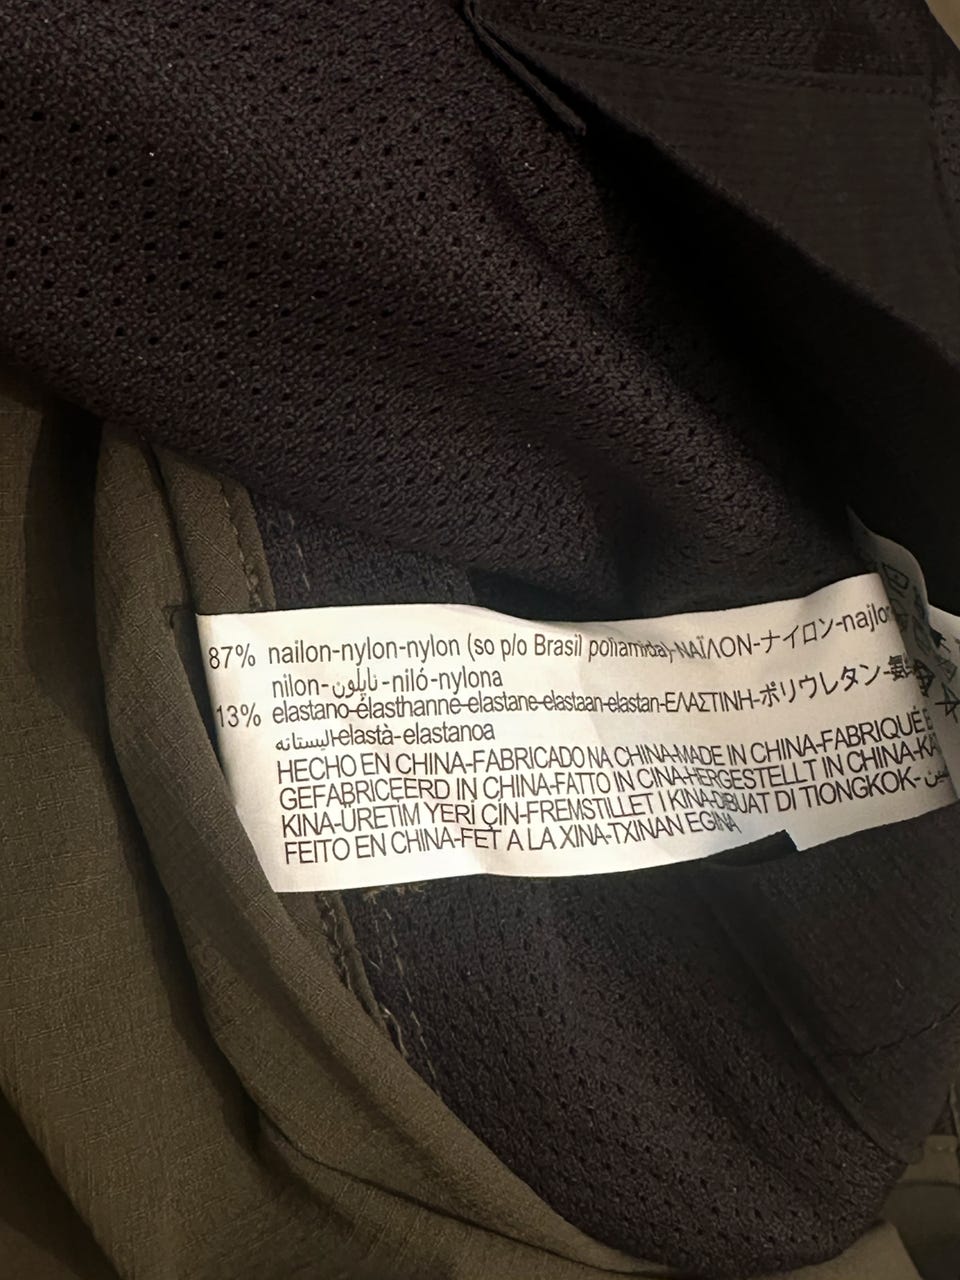 87% nailon-nylon-nylon (so p/o Brasil poliamida)-ΝΑΪΛΟΝ-ナイロン-najlon
nilon-نايلون-niló-nylona
13% elastano-élasthanne-elastane-elastaan-elastan-ΕΛΑΣΤΙΝΗ-ポリウレタン-氨
اليستانه-elastà-elastanoa
HECHO EN CHINA-FABRICADO NA CHINA-MADE IN CHINA-FABRIQUÉ E
GEFABRICEERD IN CHINA-FATTO IN CINA-HERGESTELLT IN CHINA-KA
KINA-ÜRETIM YERİ ÇİN-FREMSTILLET I KINA-DIBUAT DI TIONGKOK-
FEITO EN CHINA-FET A LA XINA-TXINAN EGINA